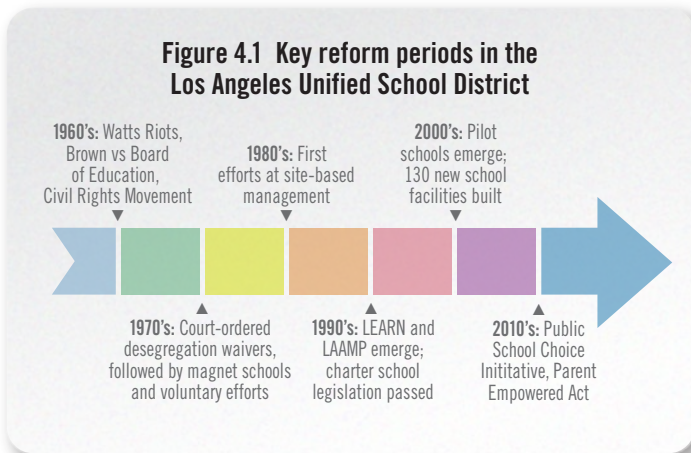 Figure 4.1 Key reform periods in the
Los Angeles Unified School District
1960's: Watts Riots,
Brown vs Board
of Education,
Civil Rights Movement
1970's: Court-ordered
desegregation waivers,
followed by magnet schools
and voluntary efforts
1980's: First
efforts at site-based
management
1990's: LEARN and
LAAMP emerge;
charter school
legislation passed
2000's: Pilot
schools emerge;
130 new school
facilities built
2010's: Public
School Choice
Inititative, Parent
Empowered Act